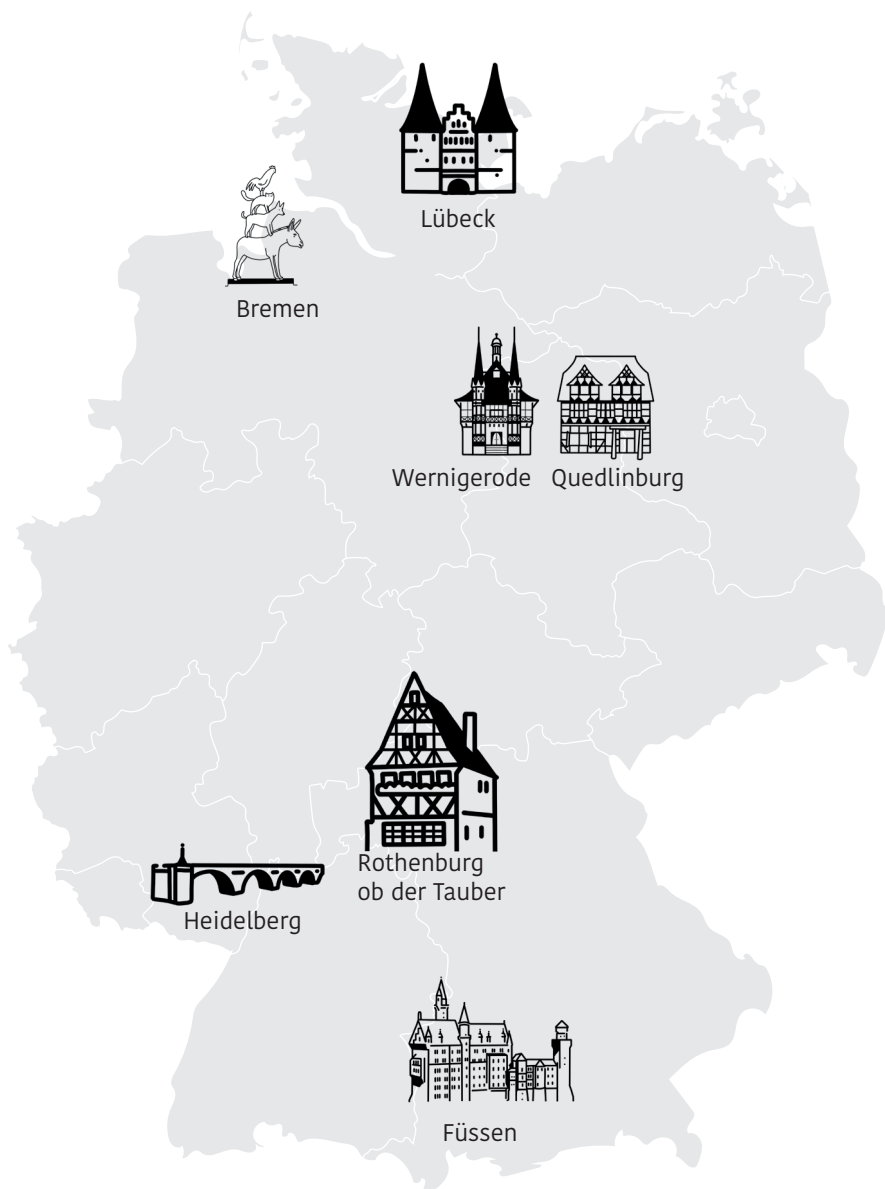 Lübeck
Bremen
Wernigerode
Quedlinburg
Rothenburg
ob der Tauber
Heidelberg
Füssen